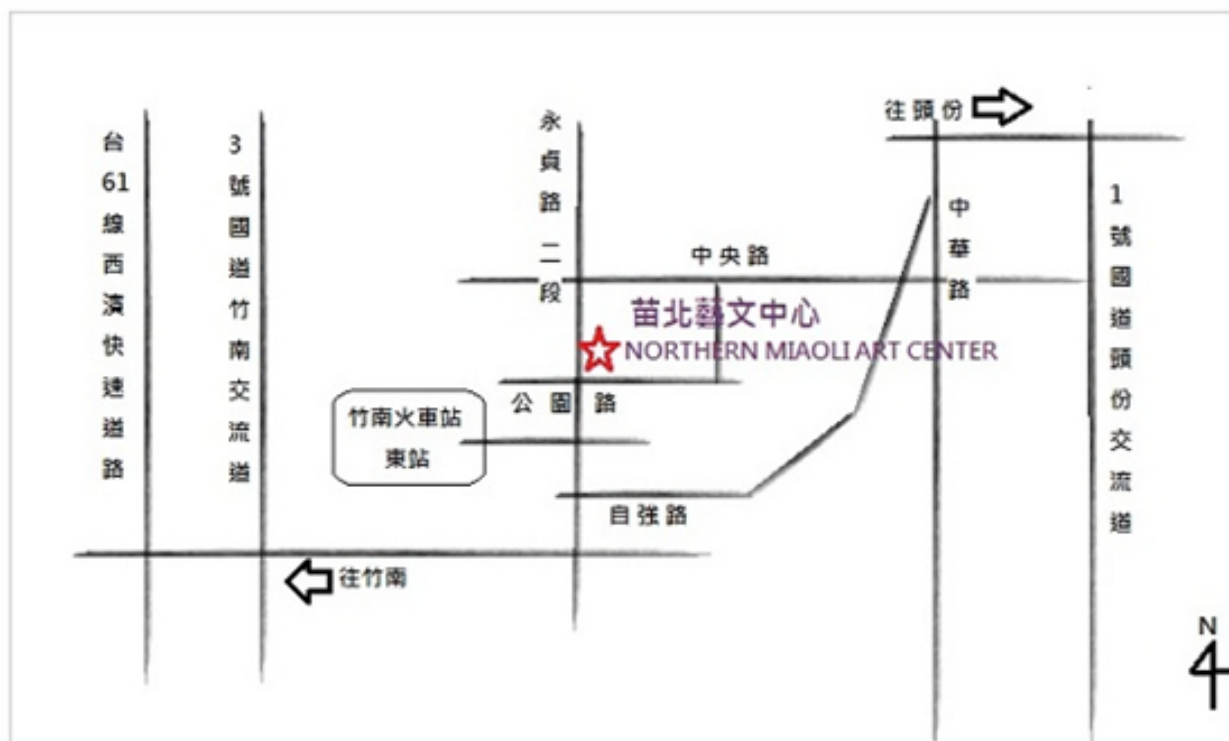 台61線西濱快速道路
3號國道竹南交流道
永貞路二段
往頭份
中華路
1號國道頭份交流道
中央路
苗北藝文中心
NORTHERN MIAOLI ART CENTER
公園路
竹南火車站
東站
自強路
往竹南
N